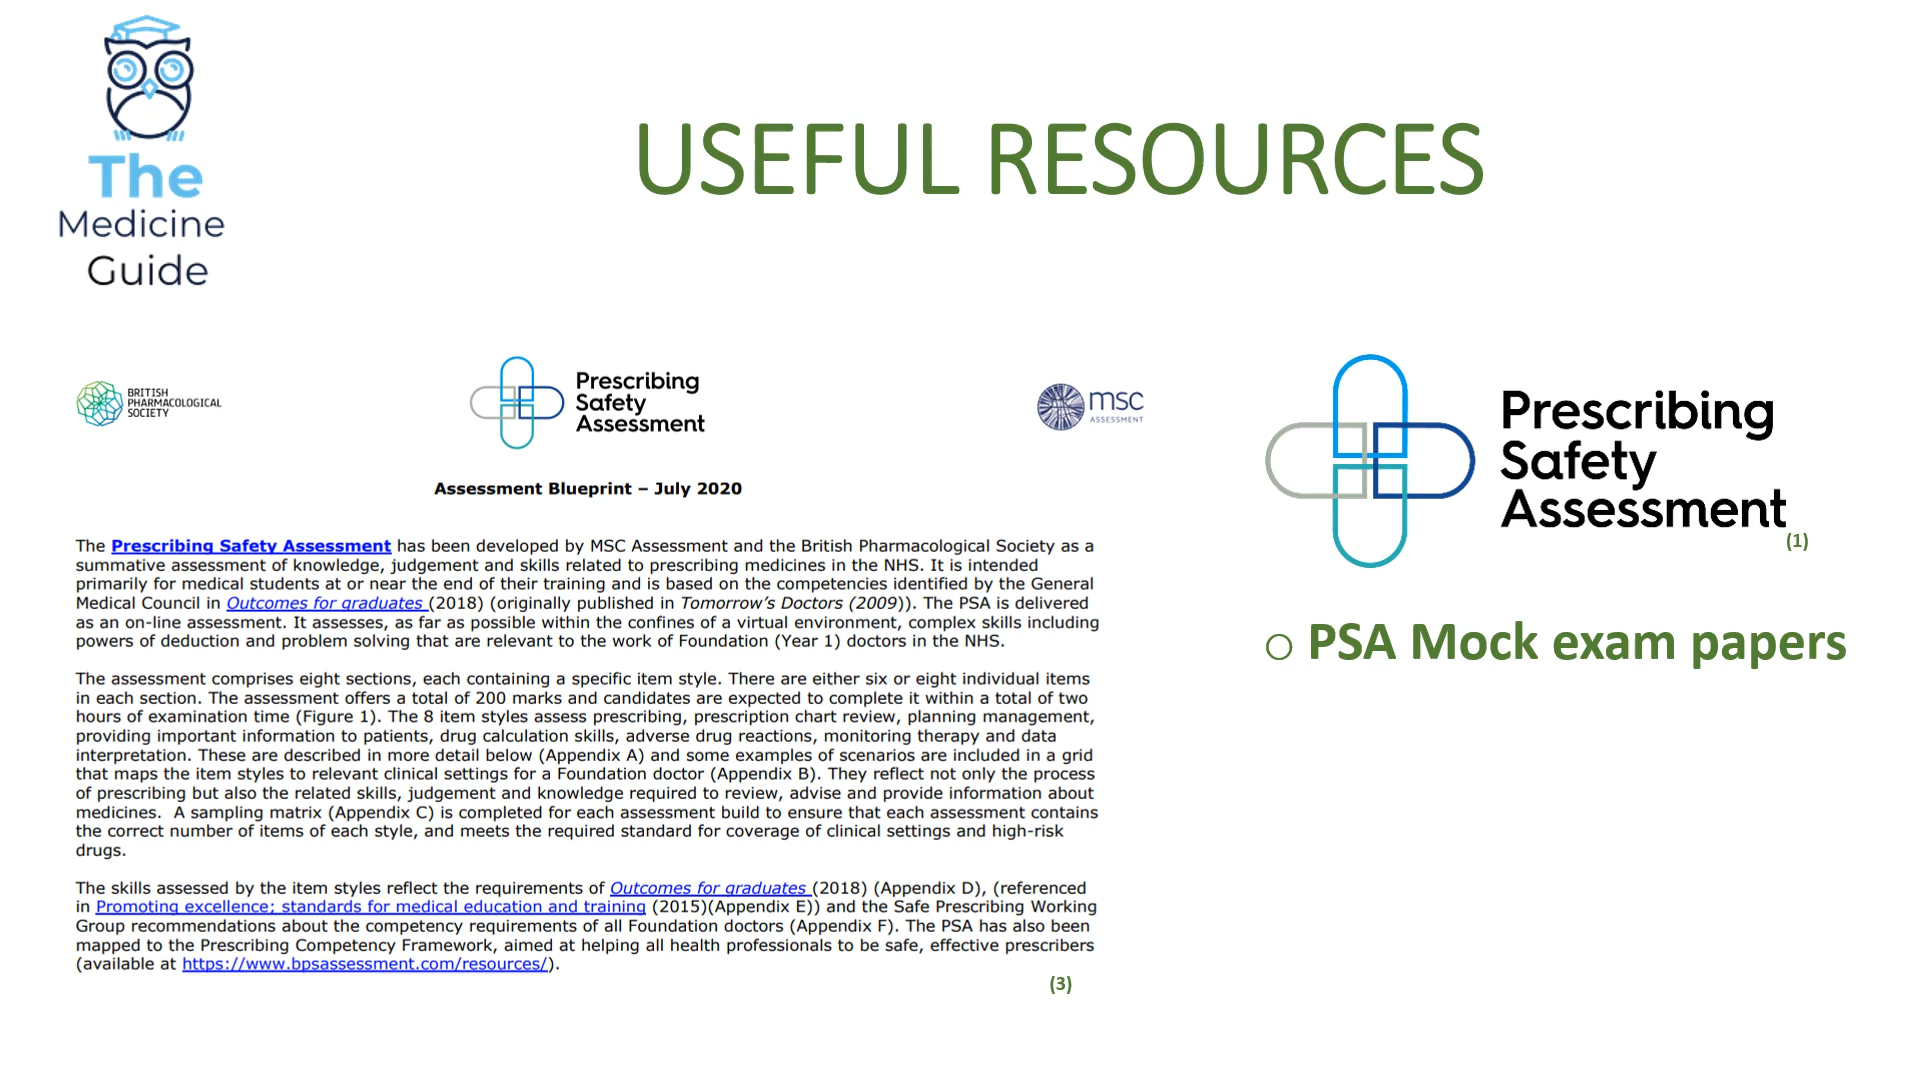 The
Medicine
Guide
USEFUL RESOURCES
BRITISH
PHARMACOLOGICAL
SOCIETY
Prescribing
Safety
Assessment
msc
ASSESSMENT
Assessment Blueprint – July 2020
The Prescribing Safety Assessment has been developed by MSC Assessment and the British Pharmacological Society as a
summative assessment of knowledge, judgement and skills related to prescribing medicines in the NHS. It is intended
primarily for medical students at or near the end of their training and is based on the competencies identified by the General
Medical Council in Outcomes for graduates (2018) (originally published in Tomorrow's Doctors (2009)). The PSA is delivered
as an on-line assessment. It assesses, as far as possible within the confines of a virtual environment, complex skills including
powers of deduction and problem solving that are relevant to the work of Foundation (Year 1) doctors in the NHS.
The assessment comprises eight sections, each containing a specific item style. There are either six or eight individual items
in each section. The assessment offers a total of 200 marks and candidates are expected to complete it within a total of two
hours of examination time (Figure 1). The 8 item styles assess prescribing, prescription chart review, planning management,
providing important information to patients, drug calculation skills, adverse drug reactions, monitoring therapy and data
interpretation. These are described in more detail below (Appendix A) and some examples of scenarios are included in a grid
that maps the item styles to relevant clinical settings for a Foundation doctor (Appendix B). They reflect not only the process
of prescribing but also the related skills, judgement and knowledge required to review, advise and provide information about
medicines. A sampling matrix (Appendix C) is completed for each assessment build to ensure that each assessment contains
the correct number of items of each style, and meets the required standard for coverage of clinical settings and high-risk
drugs.
The skills assessed by the item styles reflect the requirements of Outcomes for graduates (2018) (Appendix D), (referenced
in Promoting excellence: standards for medical education and training (2015)(Appendix E)) and the Safe Prescribing Working
Group recommendations about the competency requirements of all Foundation doctors (Appendix F). The PSA has also been
mapped to the Prescribing Competency Framework, aimed at helping all health professionals to be safe, effective prescribers
(available at https://www.bpsassessment.com/resources/).
(3)
Prescribing
Safety
Assessment
(1)
o PSA Mock exam papers